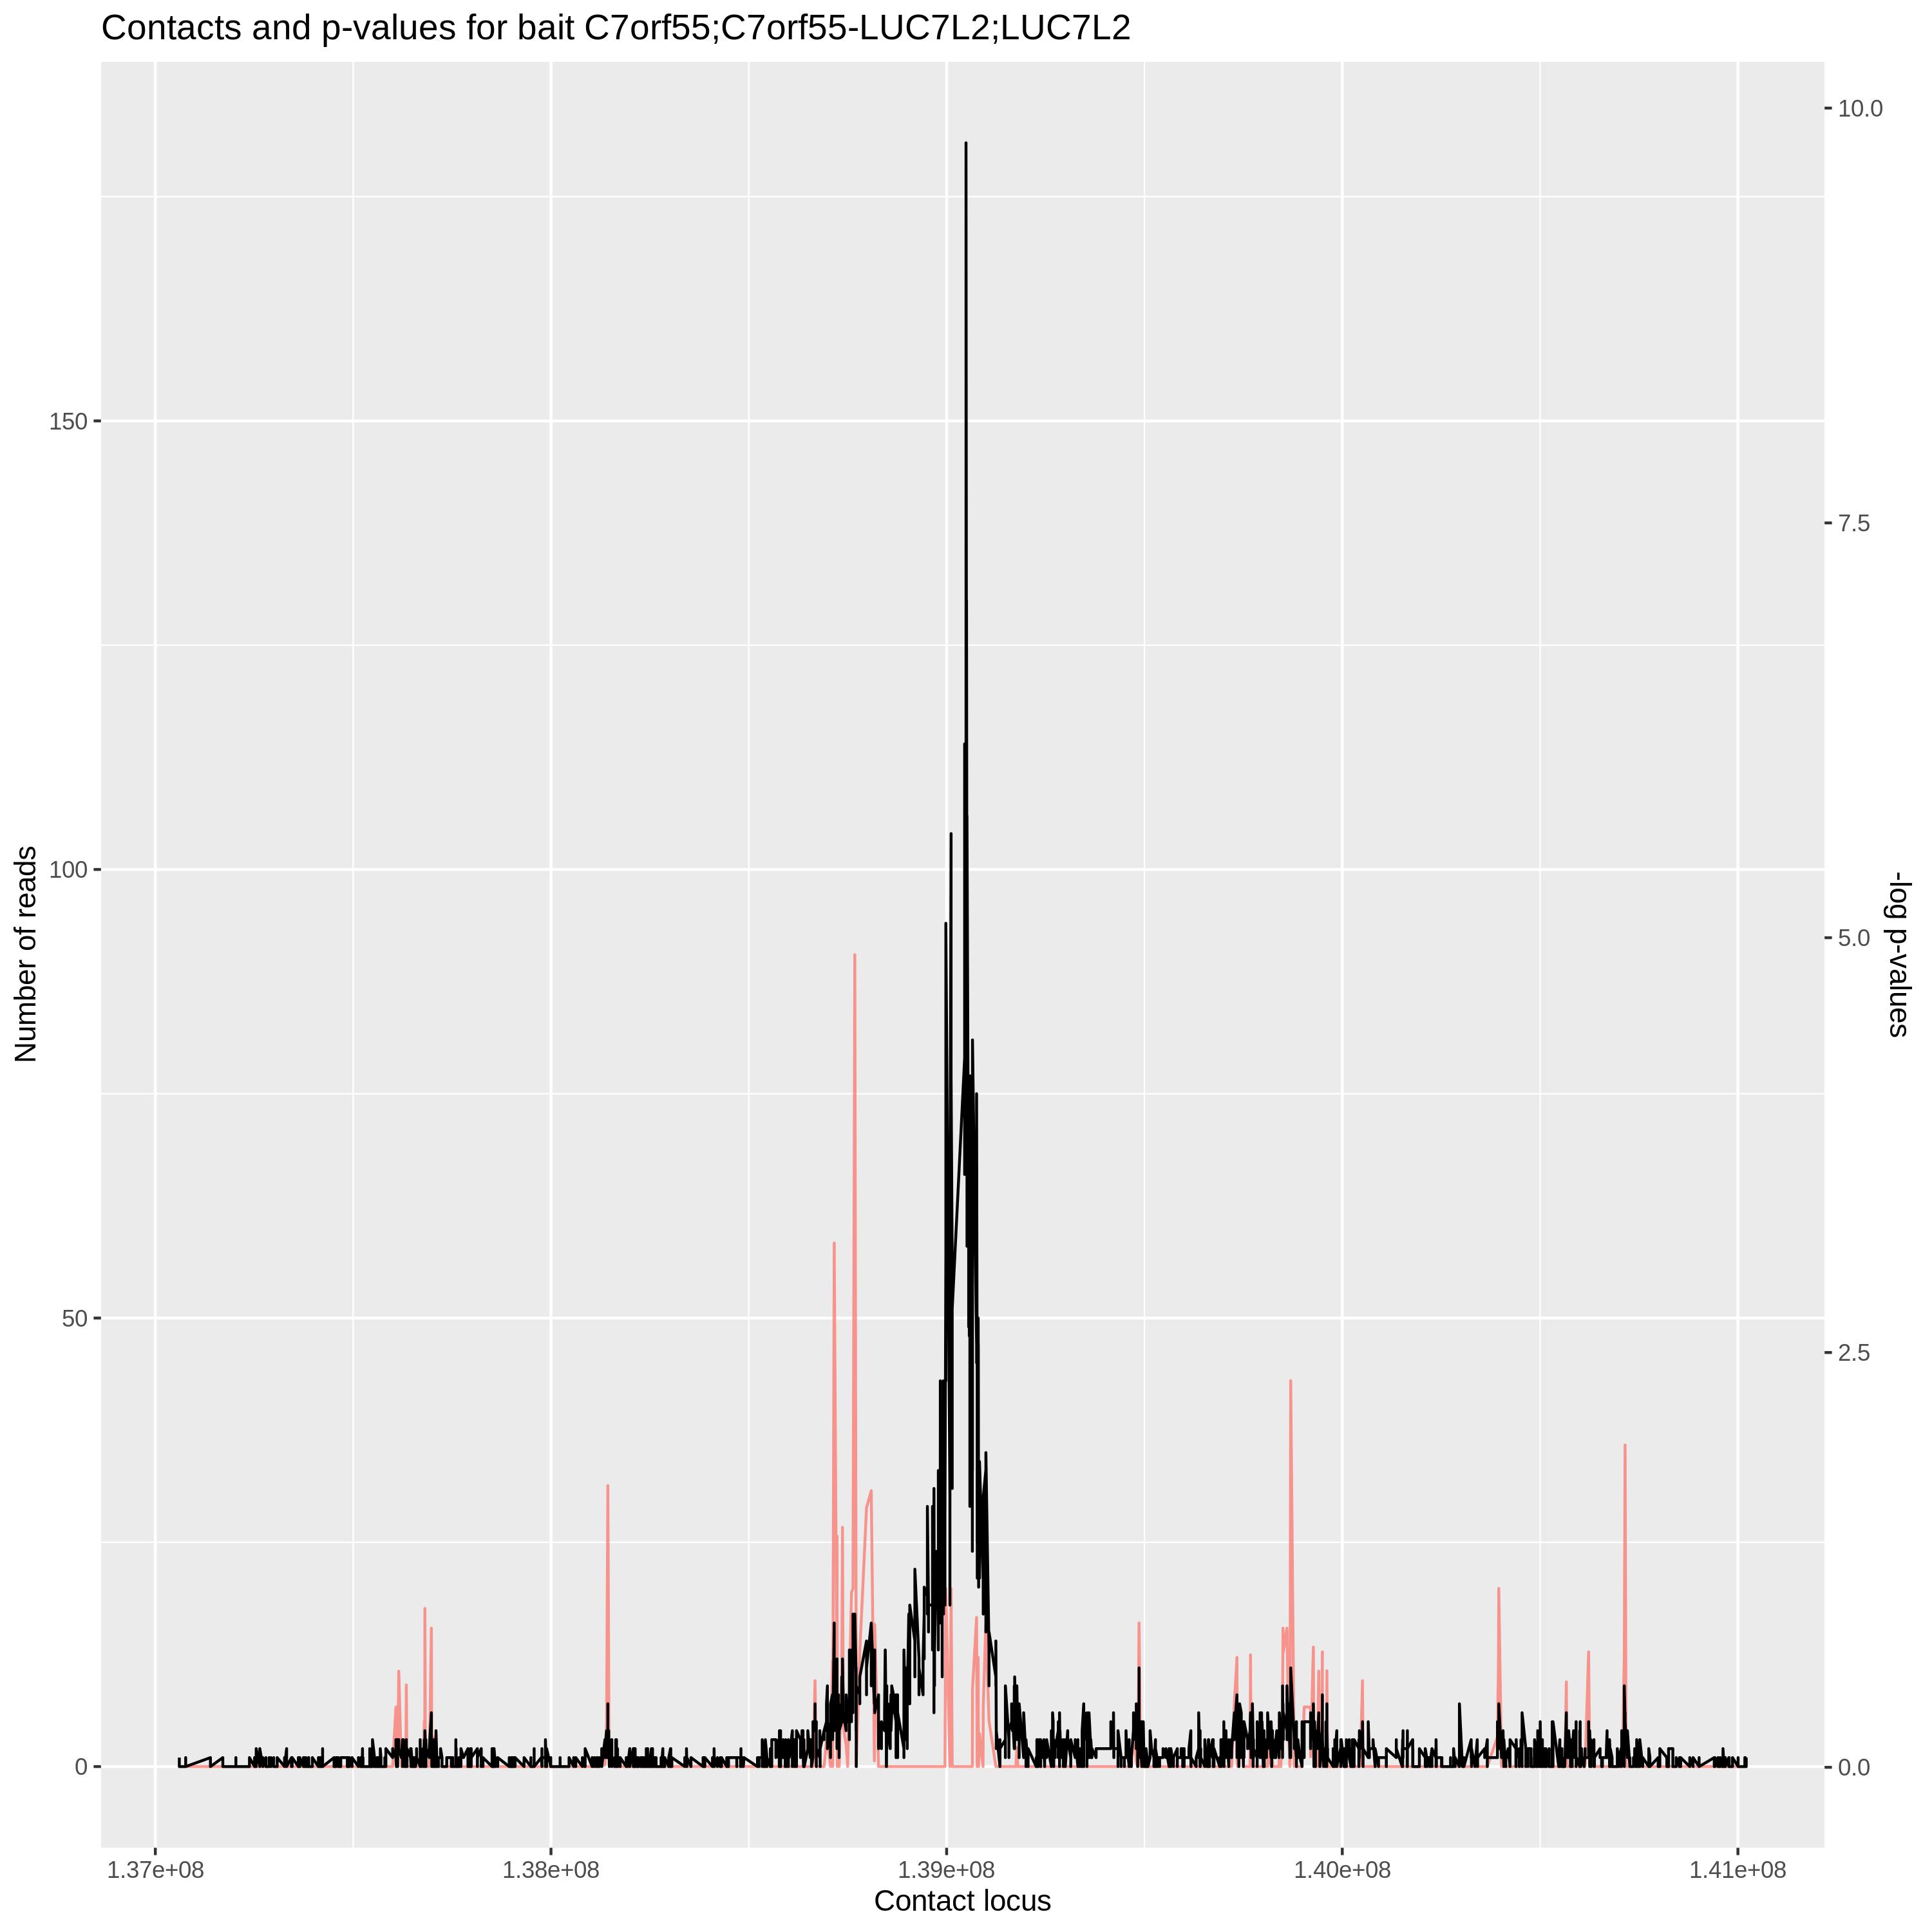 Contacts and p-values for bait C7orf55;C7orf55-LUC7L2;LUC7L2
10.0
150
7.5
Number of reads
100
5.0
-log p-values
50
2.5
0
0.0
1.37e+08
1.38e+08
1.39e+08
1.40e+08
1.41e+08
Contact locus